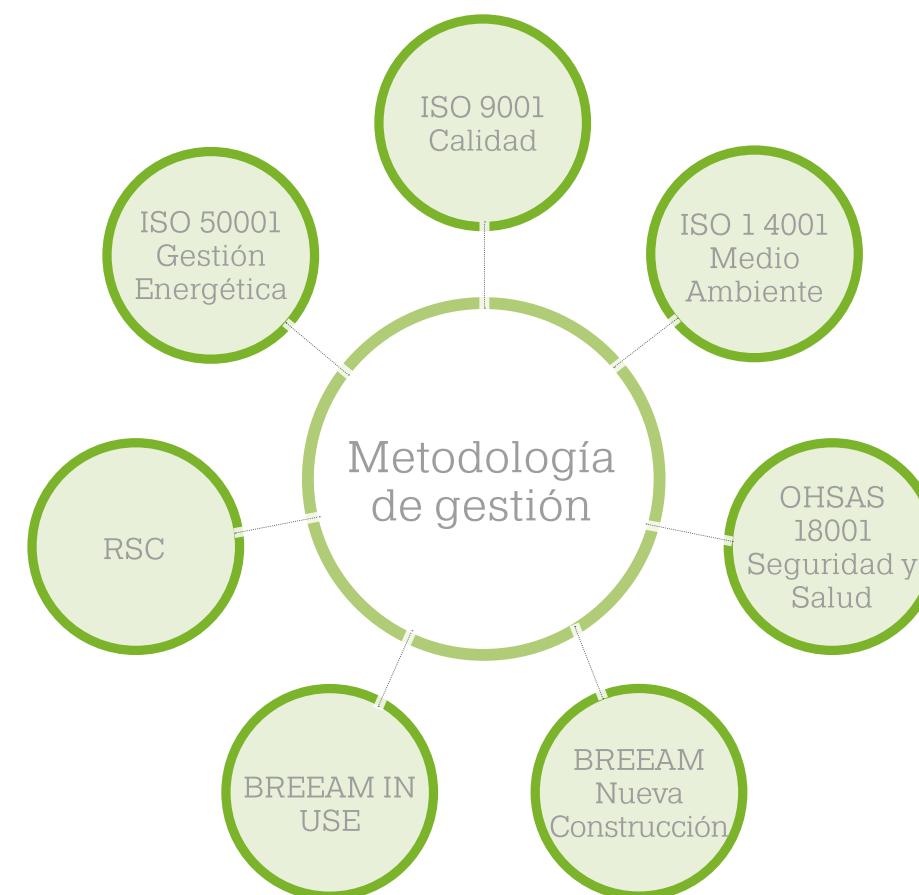 ISO 9001
Calidad
ISO 50001
Gestión
Energética
ISO 1 4001
Medio
Ambiente
Metodología
de gestión
RSC
OHSAS
18001
Seguridad y
Salud
BREEAM IN
USE
BREEAM
Nueva
Construcción